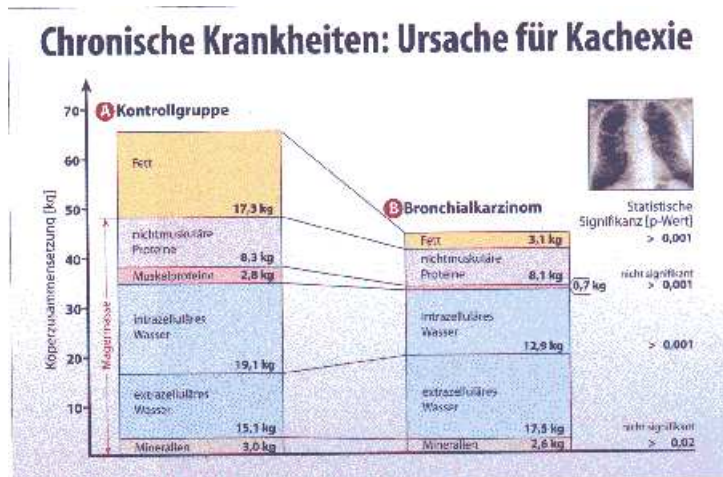 Chronische Krankheiten: Ursache für Kachexie
70
60
50
40
30
20
10
Köperzusammensetzung [kg]
Magermasse
A Kontrollgruppe
Fett
17,3 kg
nichtmuskuläre
Proteine
8,3 kg
Muskelproteine 2,8 kg
intrazelluläres
Wasser
19,1 kg
extrazelluläres
Wasser
15,1 kg
Mineralien 3,0 kg
B Bronchialkarzinom
Fett 3,1 kg
nichtmuskuläre
Proteine 8,1 kg
0,7 kg
intrazelluläres
Wasser
12,9 kg
extrazelluläres
Wasser
17,5 kg
Mineralien 2,6 kg
Statistische
Signifikanz [p-Wert]
> 0,001
nicht signifikant
> 0,001
> 0,001
nicht signifikant
> 0,02